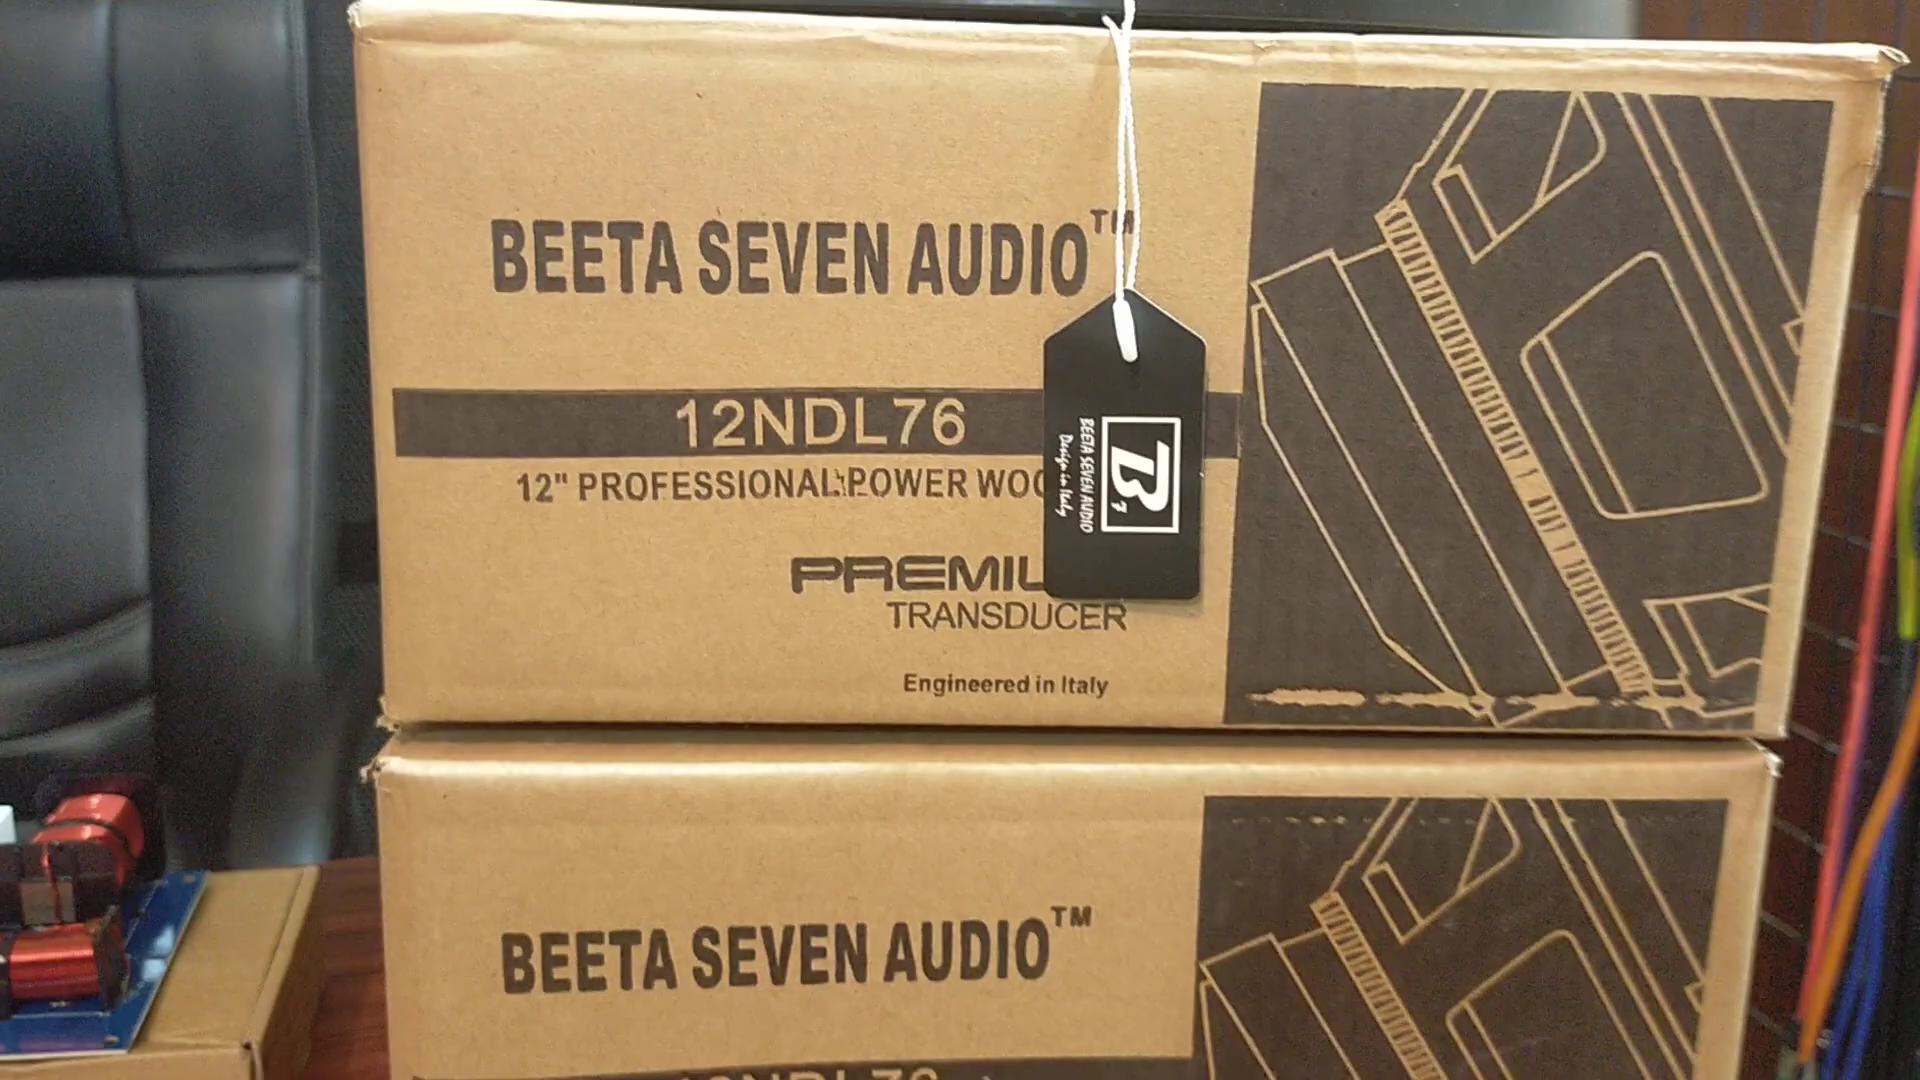 BEETA SEVEN AUDIO™
12NDL76
12" PROFESSIONAL POWER
PREMIU
TRANSDUCER
Engineered in Italy
B7
BEETA SEVEN AUDIO
Design in Italy
BEETA SEVEN AUDIO™
12NDL76